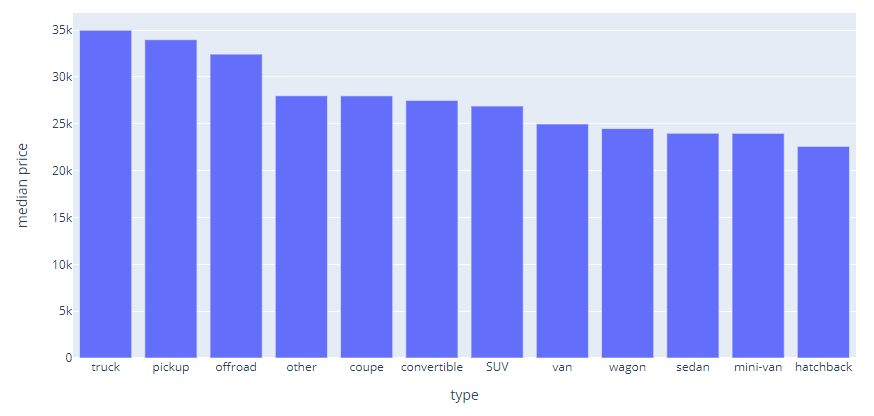 35k
30k
25k
20k
15k
10k
5k
0
median price
truck pickup offroad other coupe convertible SUV van wagon sedan mini-van hatchback
type